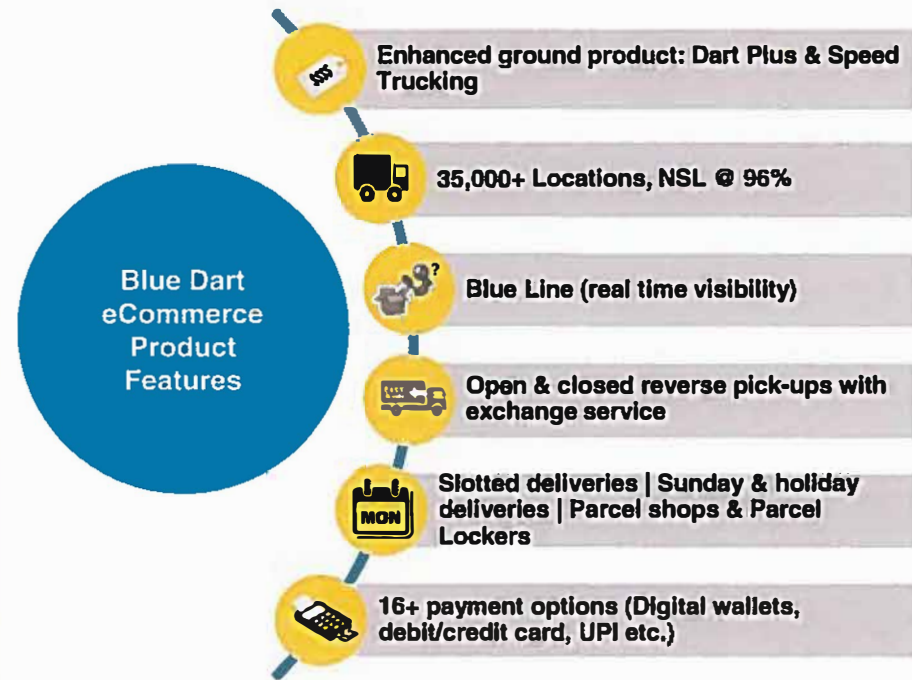 Enhanced ground product: Dart Plus & Speed
Trucking
35,000+ Locations, NSL @ 96%
Blue Dart
eCommerce
Product
Features
?
Blue Line (real time visibility)
Open & closed reverse pick-ups with
exchange service
Slotted deliveries | Sunday & holiday
deliveries | Parcel shops & Parcel
Lockers
MON
16+ payment options (Digital wallets,
debit/credit card, UPI etc.)